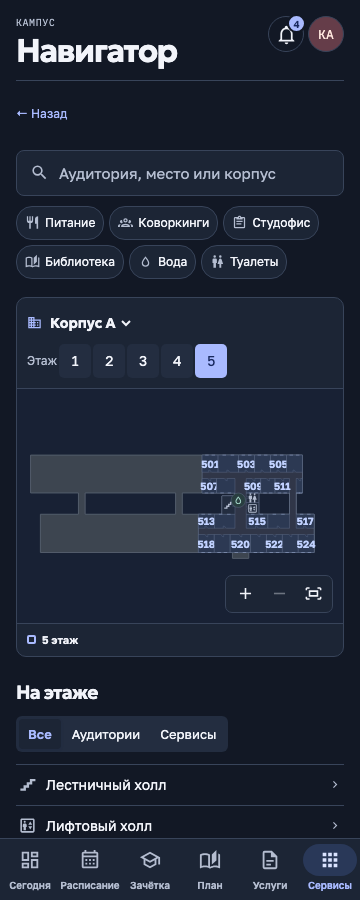 КАМПУС
Навигатор
4
КА
← Назад
Аудитория, место или корпус
Питание
Коворкинги
Студофис
Библиотека
Вода
Туалеты
Корпус А
Этаж 1 2 3 4 5
501 503 505
507 509 511
513 515 517
518 520 522 524
5 этаж
На этаже
Все Аудитории Сервисы
Лестничный холл
Лифтовый холл
Сегодня Расписание Зачётка План Услуги Сервисы